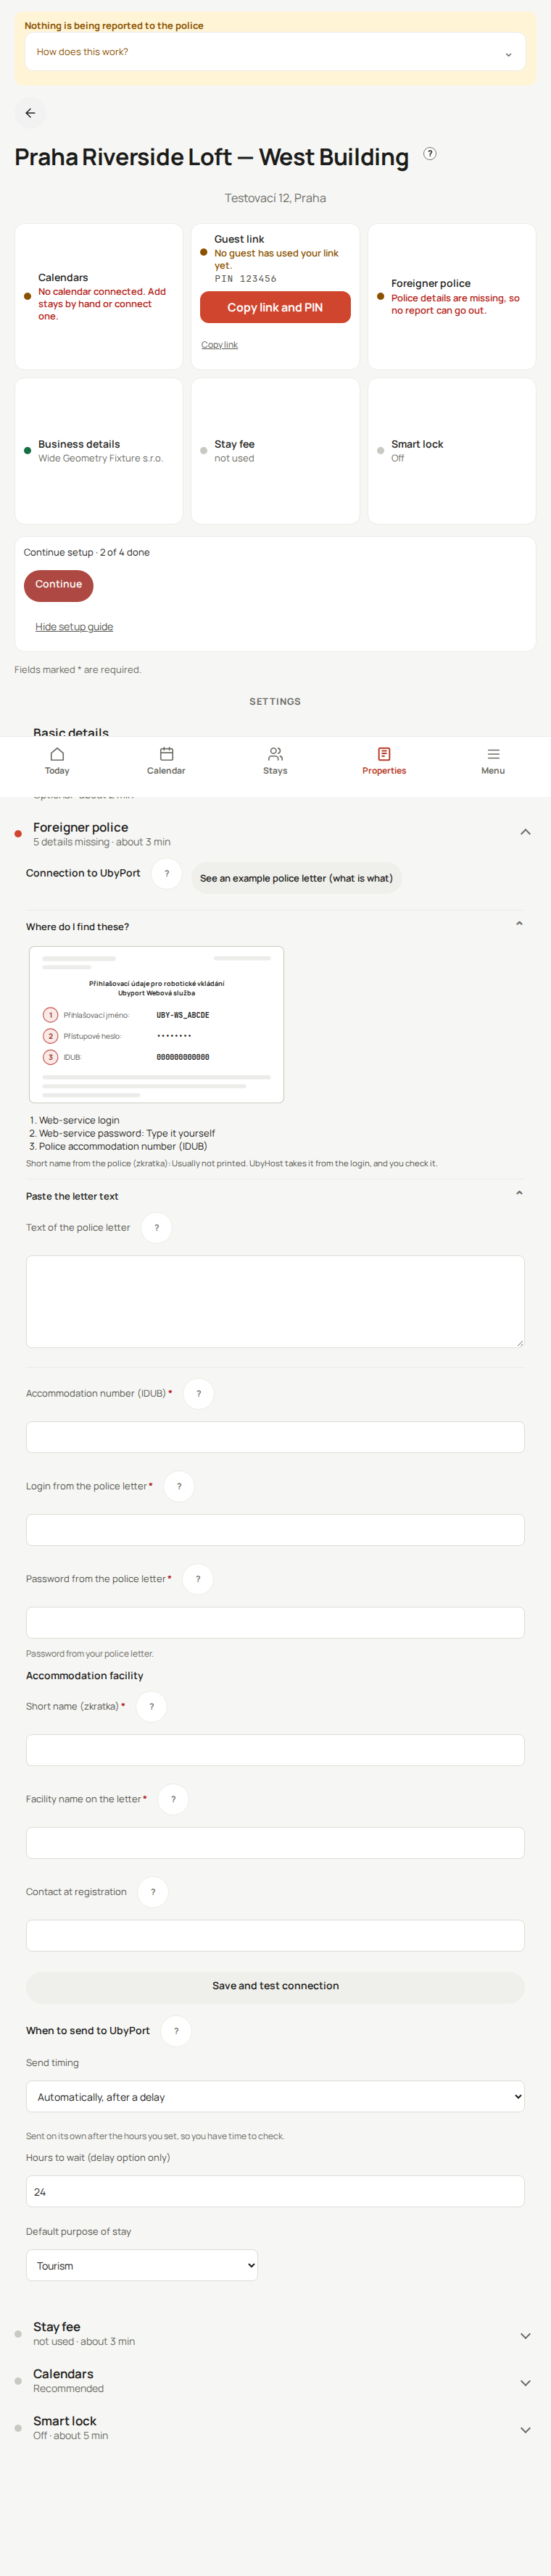 Nothing is being reported to the police
How does this work?
Praha Riverside Loft — West Building ?
Testovací 12, Praha
Calendars
No calendar connected. Add
stays by hand or connect
one.
Guest link
No guest has used your link
yet.
PIN 123456
Copy link and PIN
Copy link
Foreigner police
Police details are missing, so
no report can go out.
Business details
Wide Geometry Fixture s.r.o.
Stay fee
not used
Smart lock
Off
Continue setup · 2 of 4 done
Continue
Hide setup guide
Fields marked * are required.
SETTINGS
Basic details
Today
Calendar
Stays
Properties
Menu
Foreigner police
5 details missing · about 3 min
Connection to UbyPort ?
See an example police letter (what is what)
Where do I find these?
Přihlašovací údaje pro robotické vkládání
Ubyport Webová služba
1 Přihlašovací jméno: UBY-WS_ABCDE
2 Přístupové heslo: ••••••••
3 IDUB: 000000000000
1. Web-service login
2. Web-service password: Type it yourself
3. Police accommodation number (IDUB)
Short name from the police (zkratka): Usually not printed. UbyHost takes it from the login, and you check it.
Paste the letter text
Text of the police letter ?
Accommodation number (IDUB) * ?
Login from the police letter * ?
Password from the police letter * ?
Password from your police letter.
Accommodation facility
Short name (zkratka) * ?
Facility name on the letter * ?
Contact at registration ?
Save and test connection
When to send to UbyPort ?
Send timing
Automatically, after a delay
Sent on its own after the hours you set, so you have time to check.
Hours to wait (delay option only)
24
Default purpose of stay
Tourism
Stay fee
not used · about 3 min
Calendars
Recommended
Smart lock
Off · about 5 min